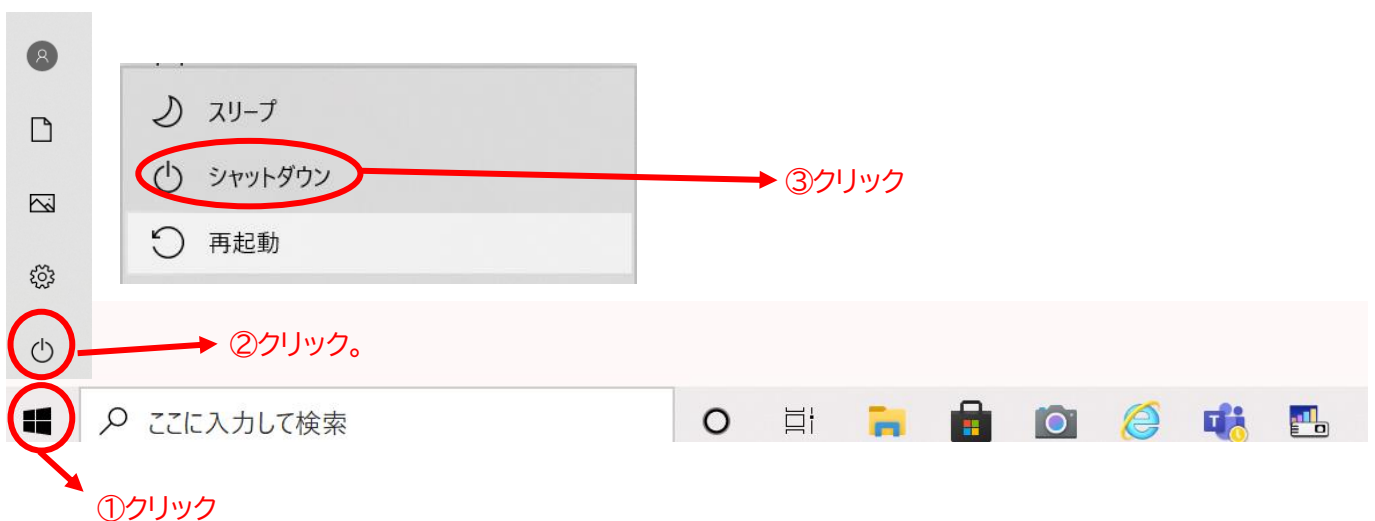 スリープ
シャットダウン
③クリック
再起動
②クリック。
ここに入力して検索
①クリック